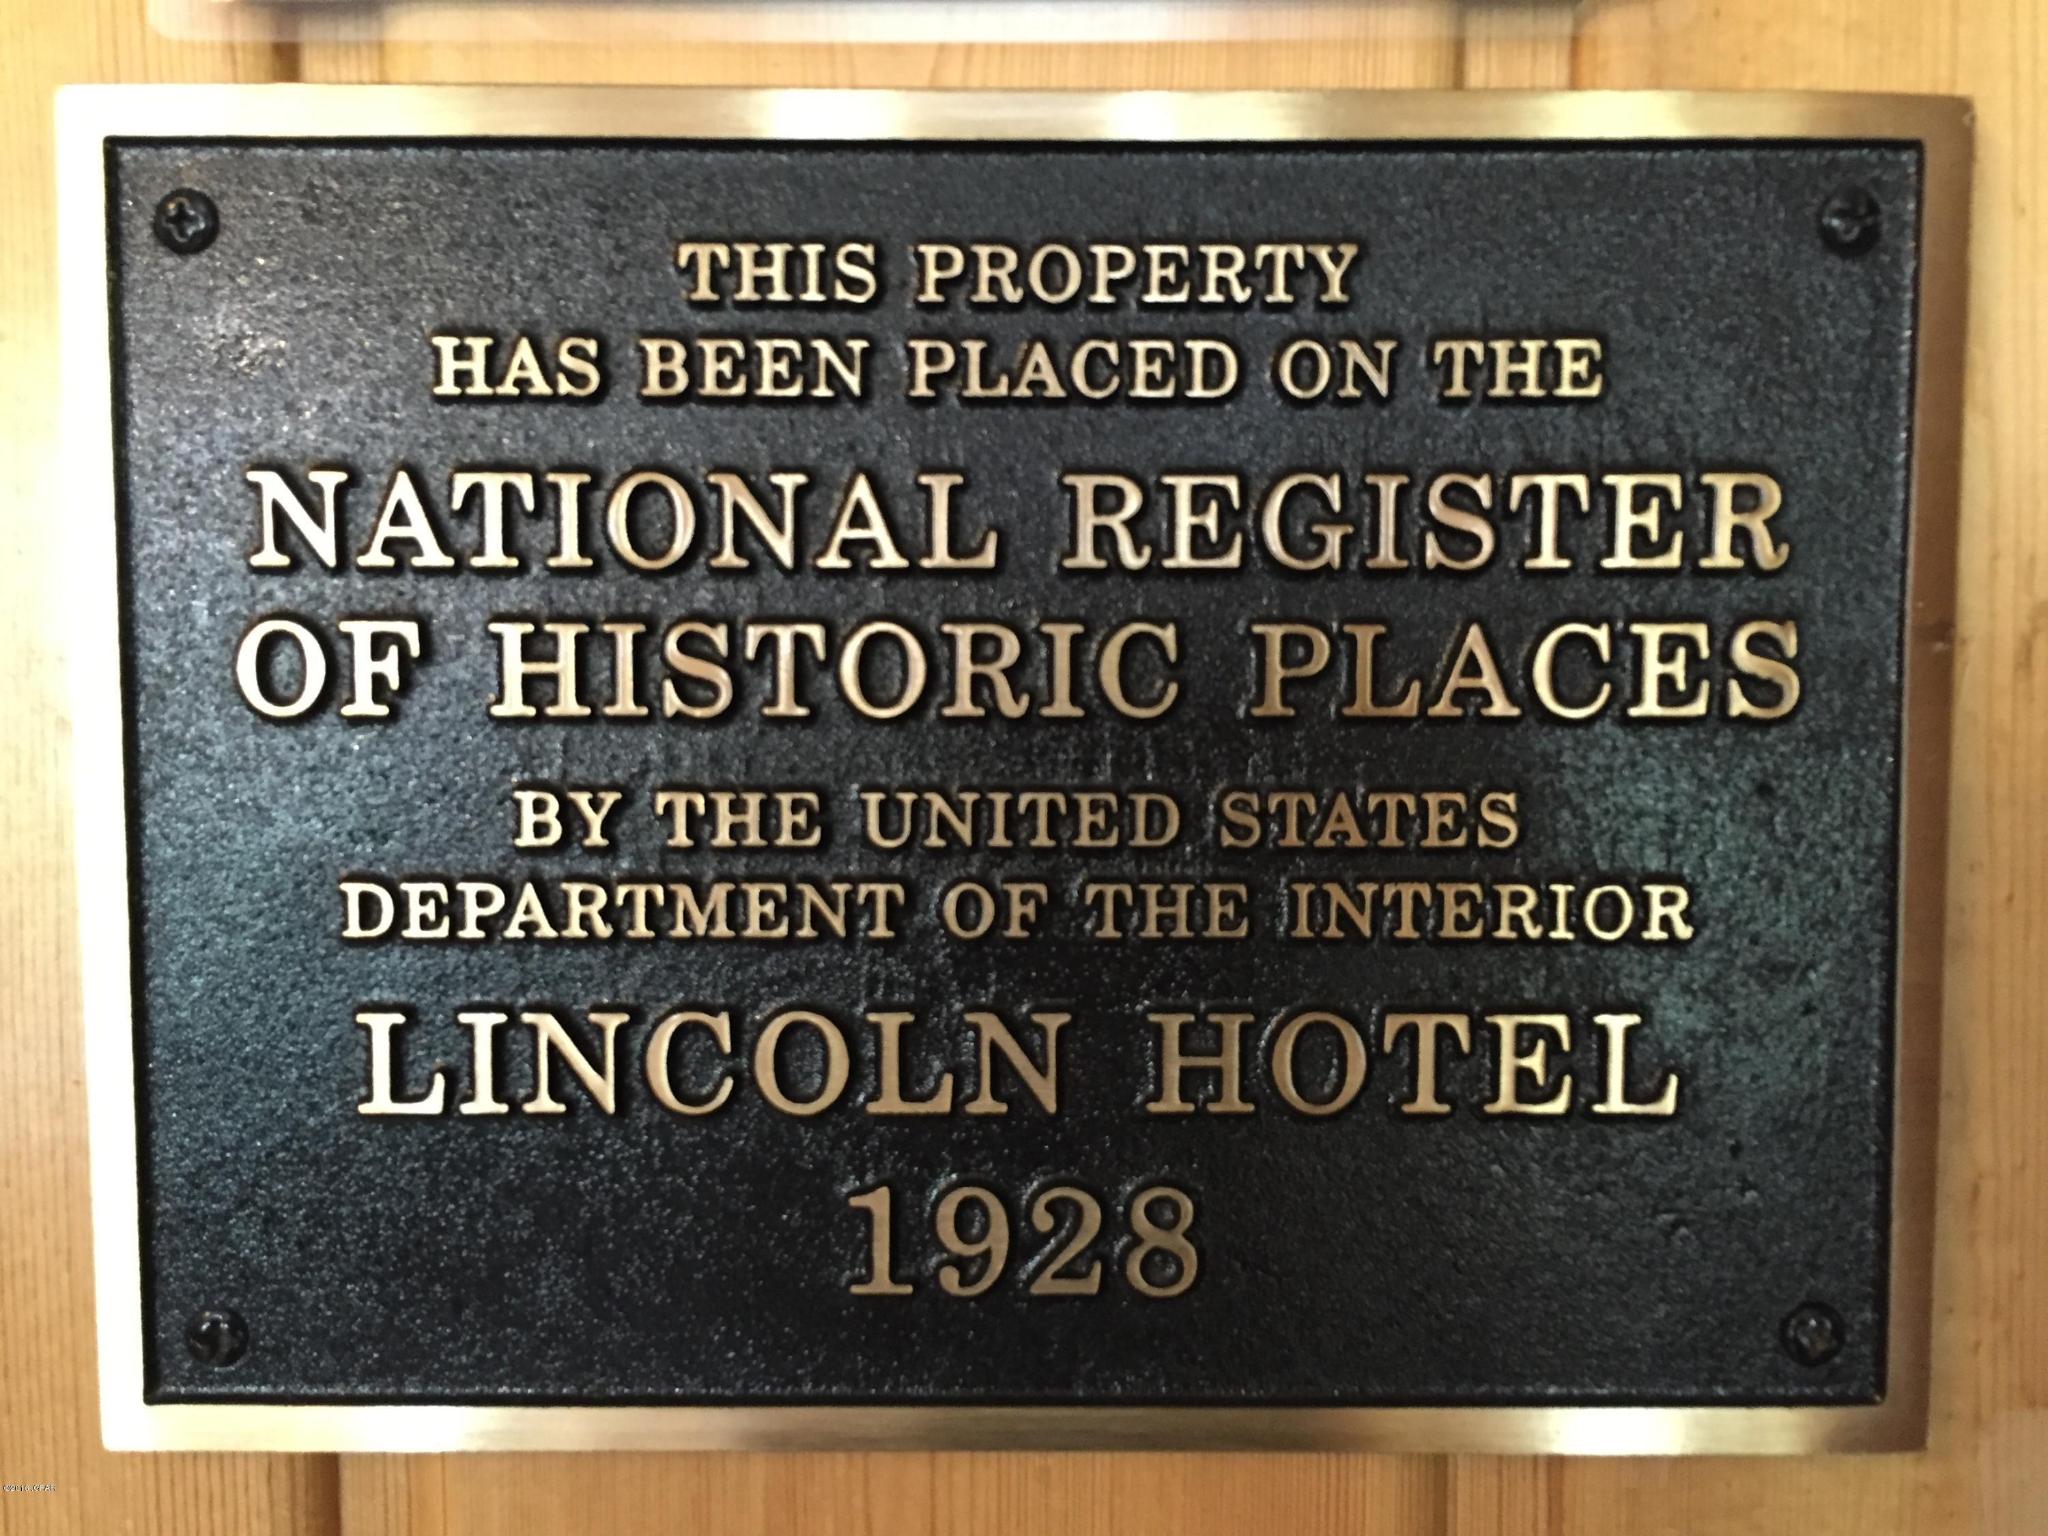 THIS PROPERTY
HAS BEEN PLACED ON THE
NATIONAL REGISTER
OF HISTORIC PLACES
BY THE UNITED STATES
DEPARTMENT OF THE INTERIOR
LINCOLN HOTEL
1928